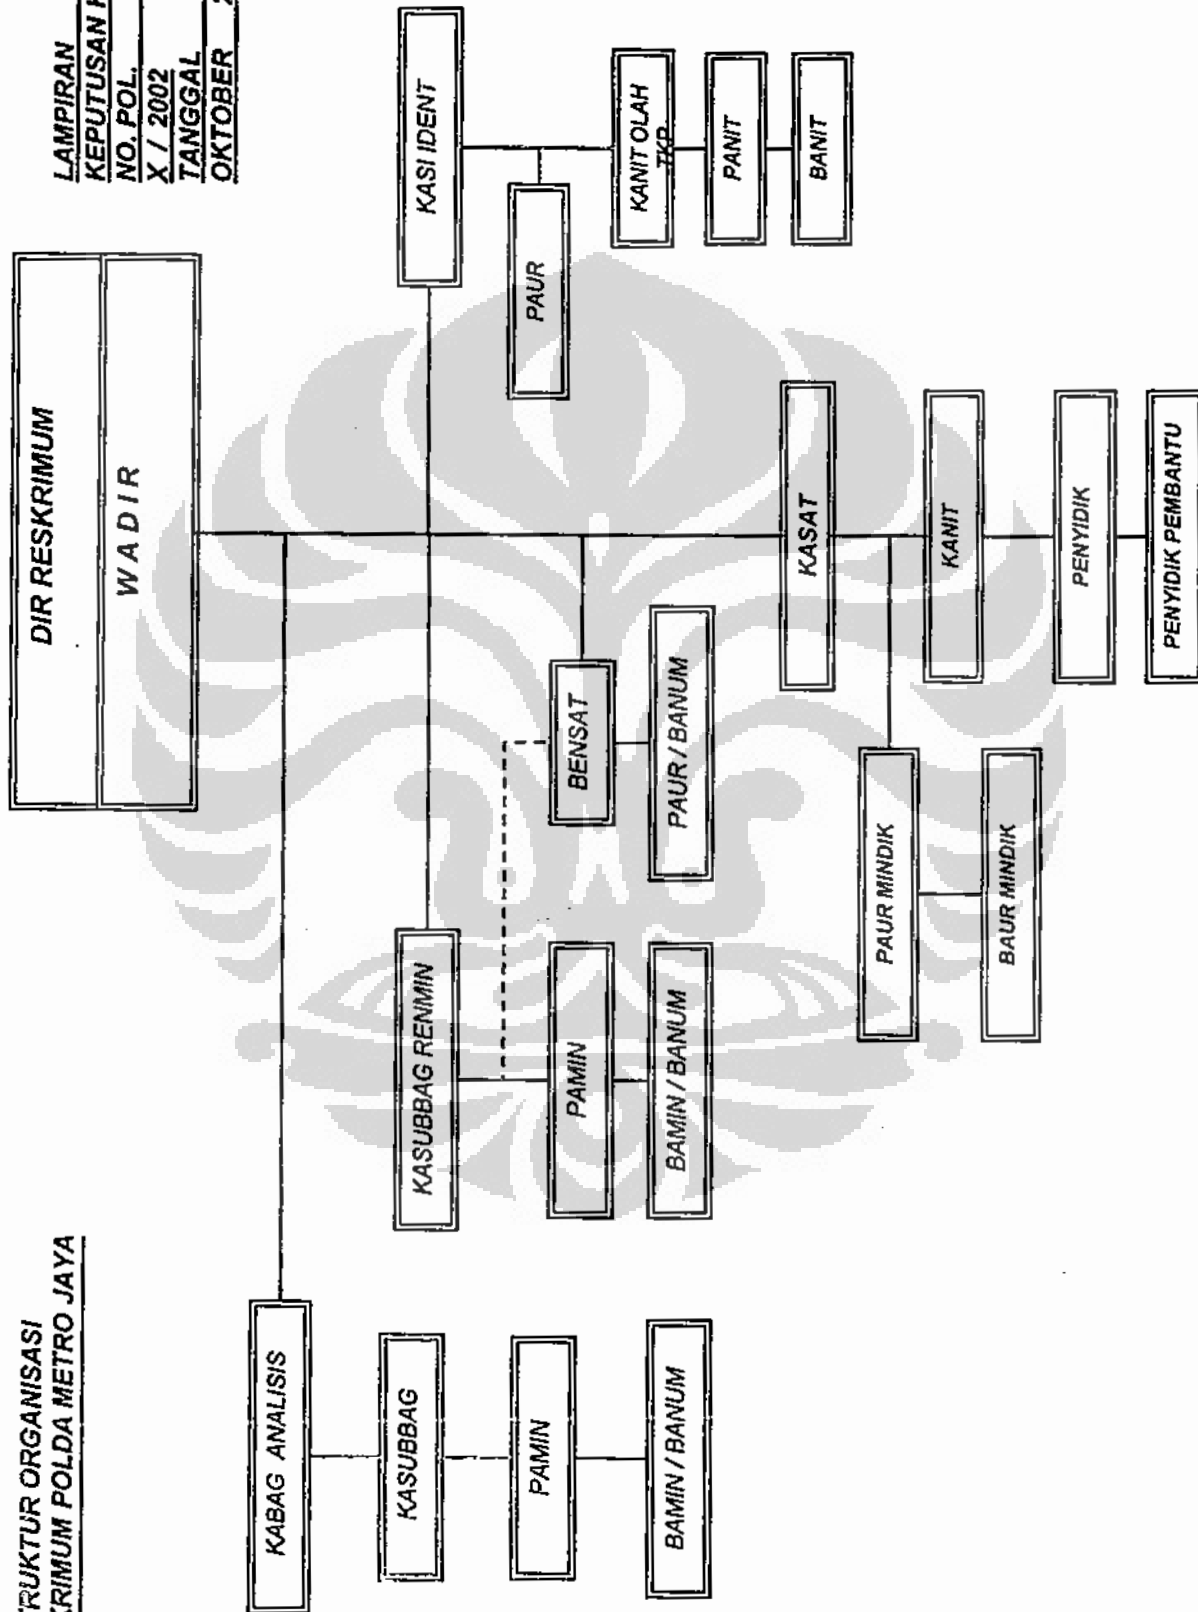 ORGANISASI
POLDA METRO JAYA
LAMPIRAN
KEPUTUSAN
NO. POL.
X / 2002
TANGGAL
OKTOBER
DIR RESKRIMUM
WADIR
KABAG ANALISIS
KASUBBAG
PAMIN
BAMIN / BANUM
KASUBBAG RENMIN
PAMIN
BAMIN / BANUM
BENSAT
PAUR / BANUM
KASI IDENT
PAUR
KANIT OLAH
TKP
PANIT
BANIT
KASAT
PAUR MINDIK
BAUR MINDIK
KANIT
PENYIDIK
PENYIDIK PEMBANTU